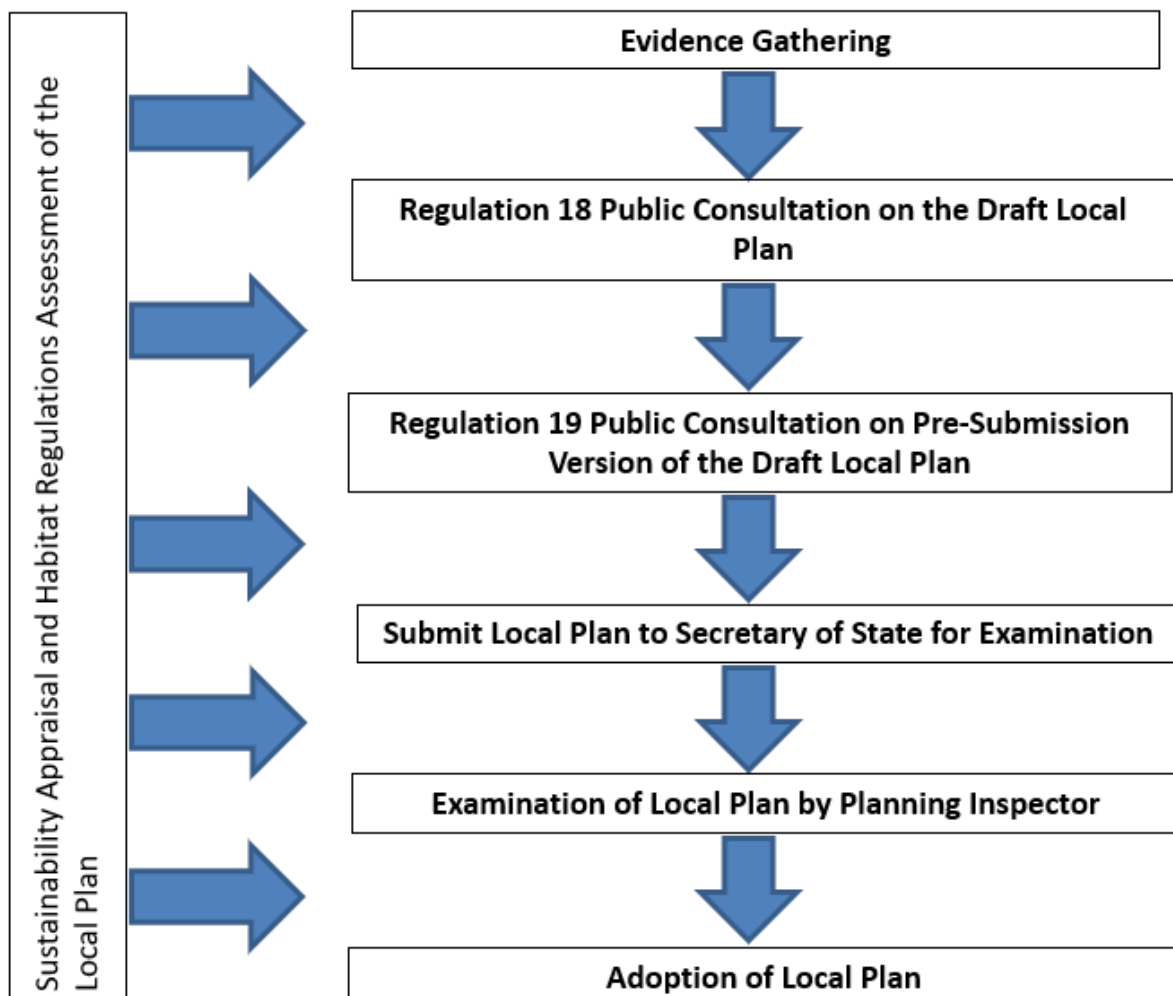 Sustainability Appraisal and Habitat Regulations Assessment of the
Local Plan
Evidence Gathering
Regulation 18 Public Consultation on the Draft Local
Plan
Regulation 19 Public Consultation on Pre-Submission
Version of the Draft Local Plan
Submit Local Plan to Secretary of State for Examination
Examination of Local Plan by Planning Inspector
Adoption of Local Plan